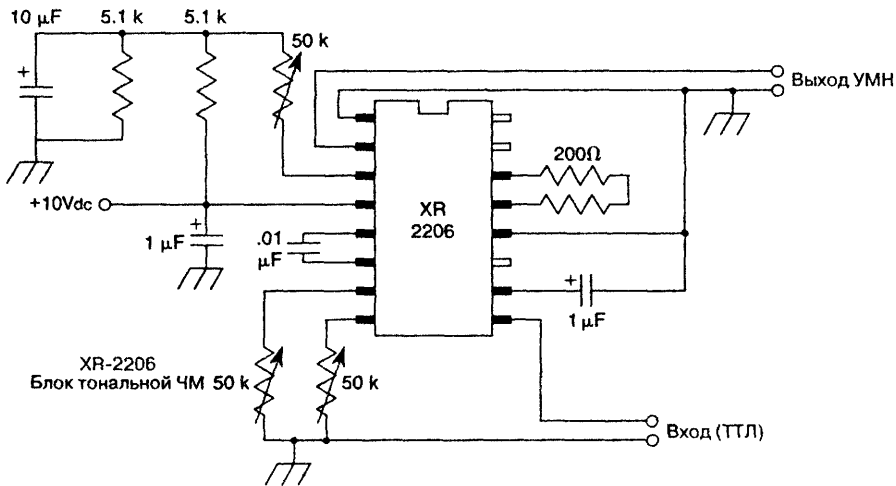 10 µF
5.1 k
5.1 k
50 k
Выход УМН
200Ω
+10Vdc
XR
2206
1 µF
.01
µF
1 µF
XR-2206
Блок тональной ЧМ
50 k
50 k
Вход (ТТЛ)